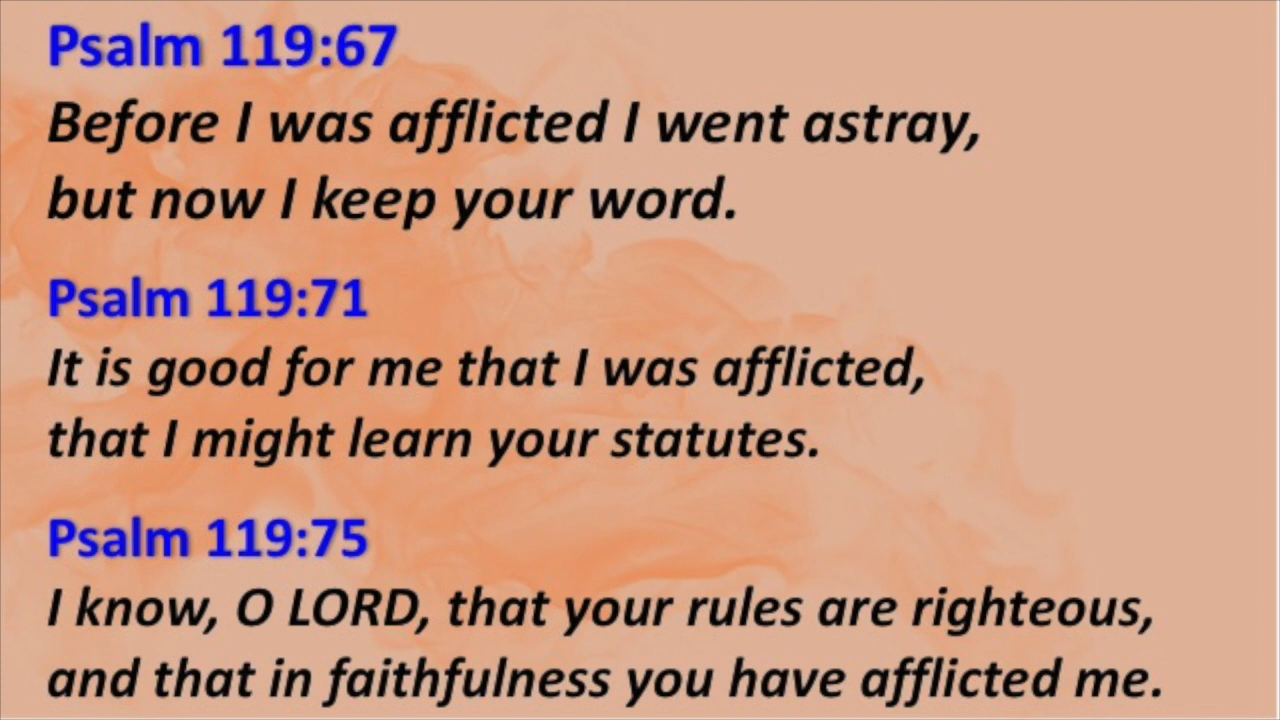 Psalm 119:67
Before I was afflicted I went astray,
but now I keep your word.
Psalm 119:71
It is good for me that I was afflicted,
that I might learn your statutes.
Psalm 119:75
I know, O LORD, that your rules are righteous,
and that in faithfulness you have afflicted me.